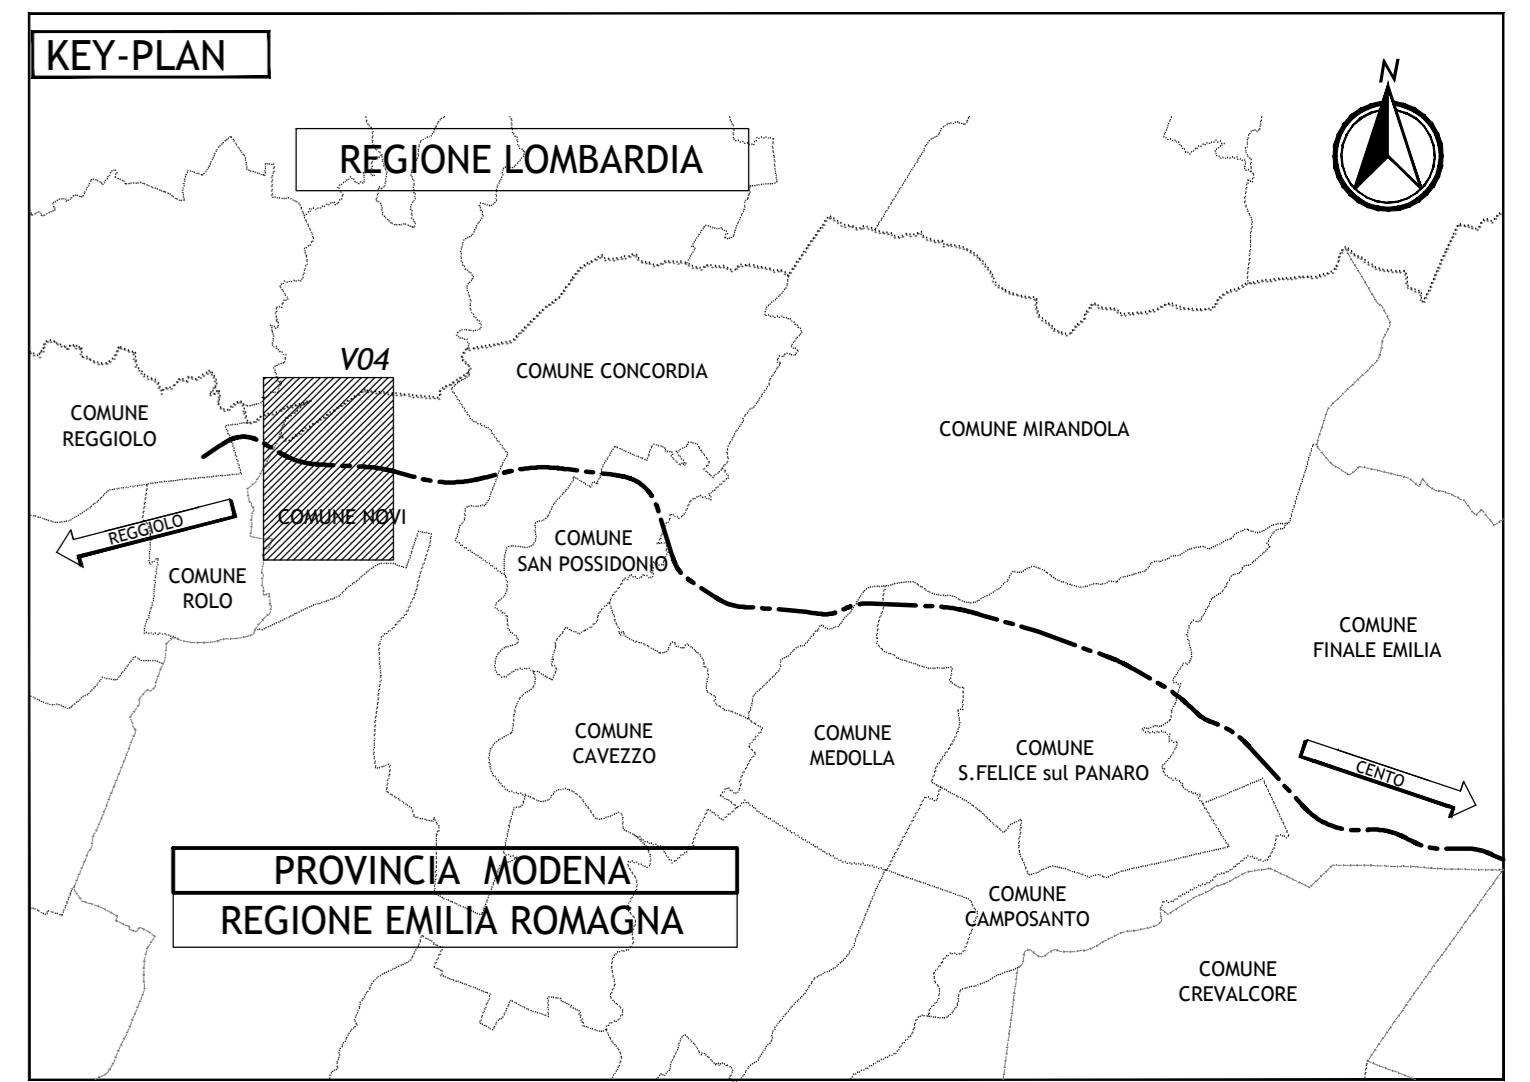 KEY-PLAN
N
REGIONE LOMBARDIA
V04
COMUNE CONCORDIA
COMUNE
REGGIOLO
COMUNE MIRANDOLA
COMUNE NOVI
REGGIOLO
COMUNE
SAN POSSIDONIO
COMUNE
ROLO
COMUNE
FINALE EMILIA
COMUNE
CAVEZZO
COMUNE
MEDOLLA
COMUNE
S.FELICE sul PANARO
CENTO
PROVINCIA MODENA
REGIONE EMILIA ROMAGNA
COMUNE
CAMPOSANTO
COMUNE
CREVALCORE